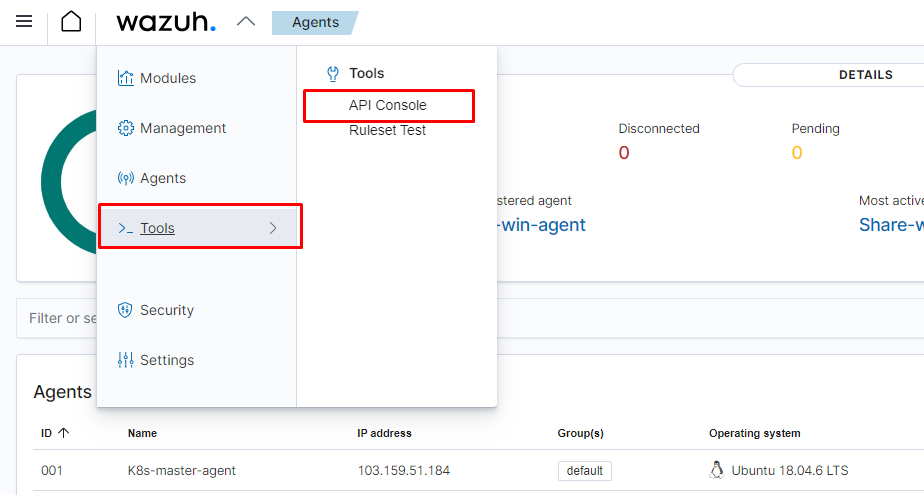 wazuh. Agents
Modules
Management
Agents
Tools
Security
Settings
Tools
API Console
Ruleset Test
DETAILS
Disconnected Pending
0 0
stered agent Most active
-win-agent Share-w
Filter or se
Agents
ID Name IP address Group(s) Operating system
001 K8s-master-agent 103.159.51.184 default Ubuntu 18.04.6 LTS